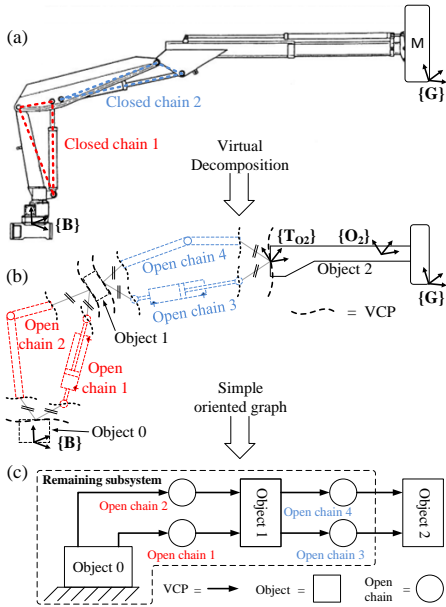 (a)
M
{G}
Closed chain 2
Closed chain 1
{B}
Virtual
Decomposition
{T_O2}
{O_2}
(b)
Open chain 4
Object 2
{G}
Open chain 3
Object 1
= VCP
Open
chain 2
Open
chain 1
Object 0
{B}
Simple
oriented graph
(c)
Remaining subsystem
Open chain 2
Open chain 4
Object 1
Object 2
Open chain 1
Open chain 3
Object 0
VCP =
Object =
Open
chain =